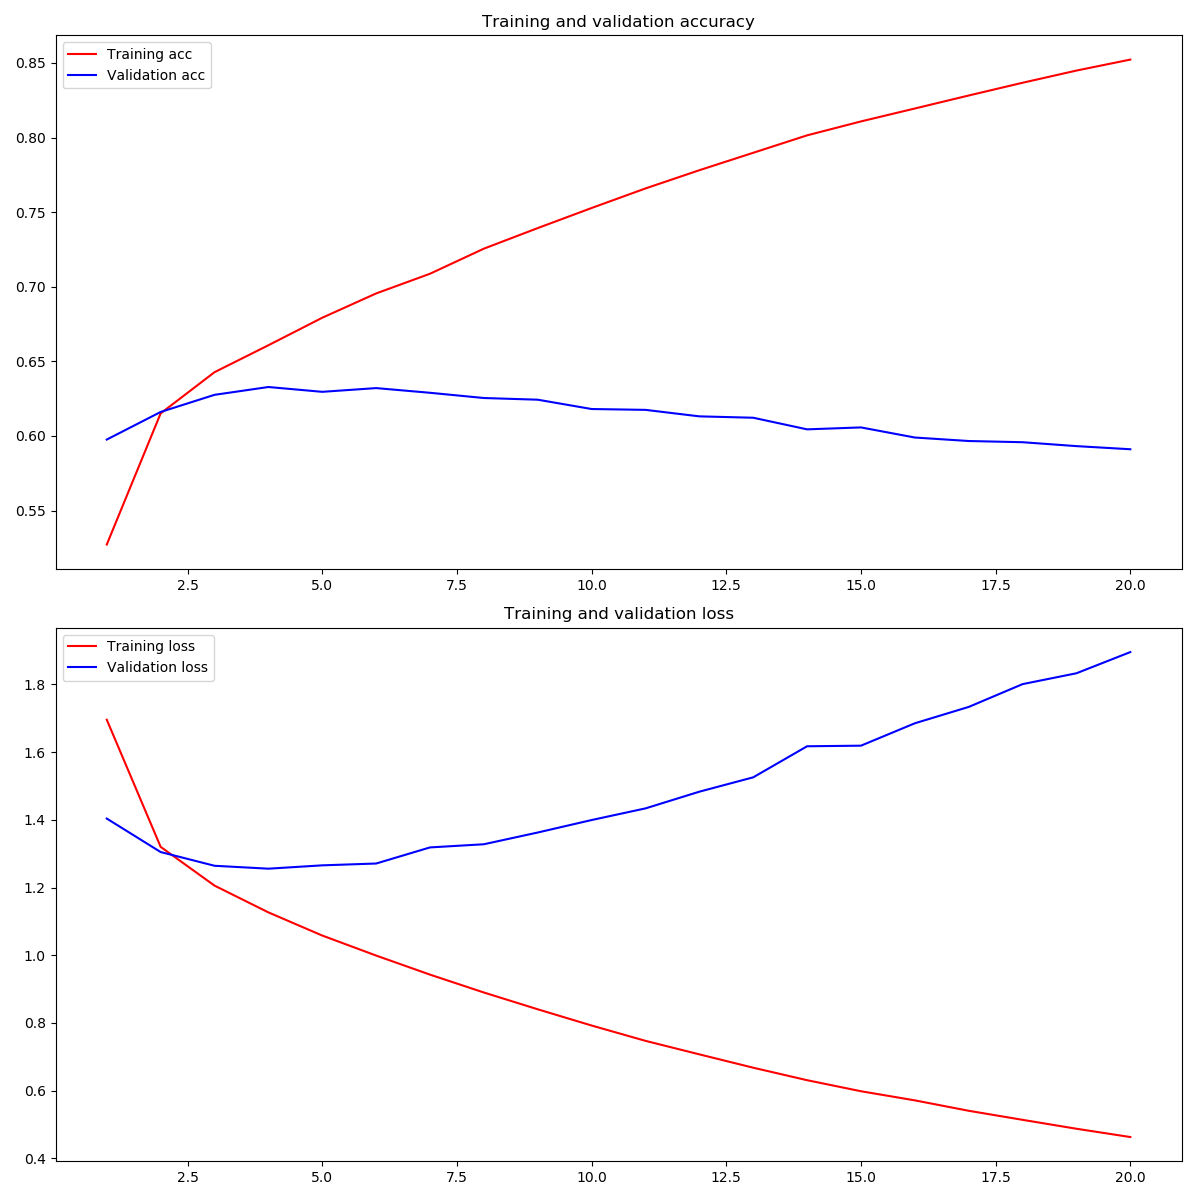 Training and validation accuracy
Training acc
Validation acc
0.85
0.80
0.75
0.70
0.65
0.60
0.55
2.5 5.0 7.5 10.0 12.5 15.0 17.5 20.0
Training and validation loss
Training loss
Validation loss
1.8
1.6
1.4
1.2
1.0
0.8
0.6
0.4
2.5 5.0 7.5 10.0 12.5 15.0 17.5 20.0